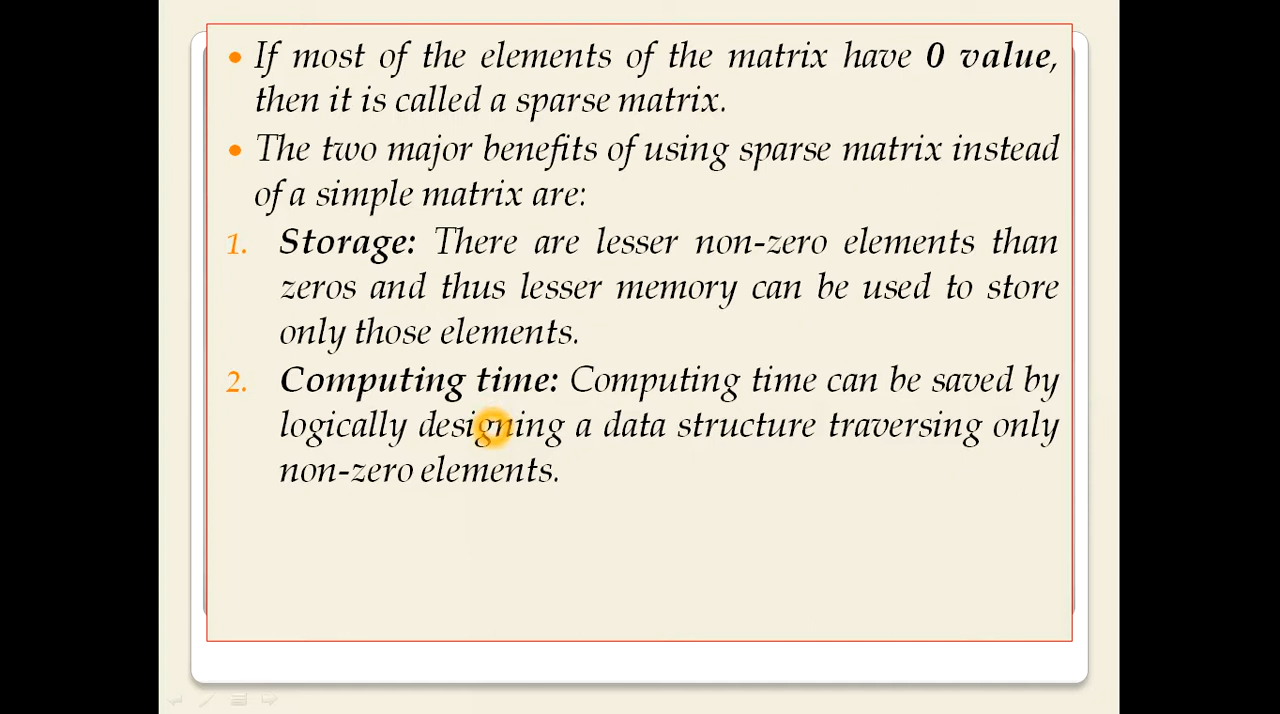 • If most of the elements of the matrix have 0 value,
then it is called a sparse matrix.
• The two major benefits of using sparse matrix instead
of a simple matrix are:
1. Storage: There are lesser non-zero elements than
zeros and thus lesser memory can be used to store
only those elements.
2. Computing time: Computing time can be saved by
logically designing a data structure traversing only
non-zero elements.